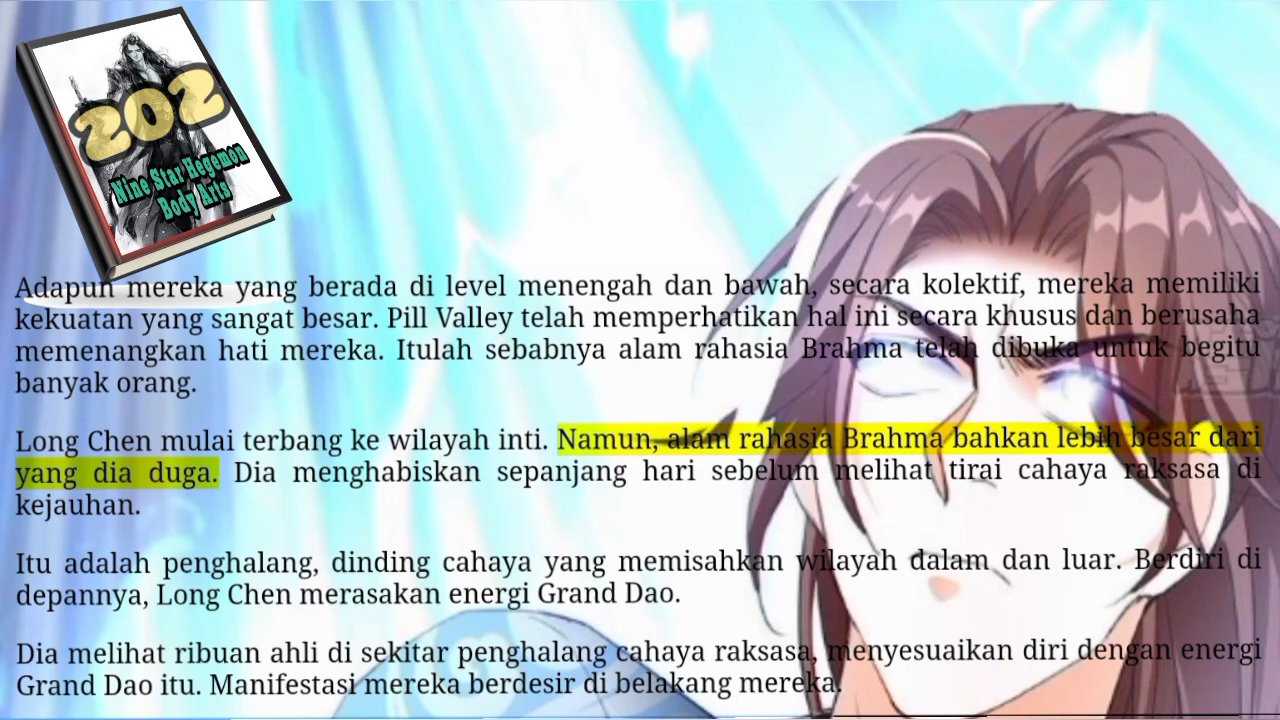 202
Nine Star Hegemon
Body Arts
Adapun mereka yang berada di level menengah dan bawah, secara kolektif, mereka memiliki
kekuatan yang sangat besar. Pill Valley telah memperhatikan hal ini secara khusus dan berusaha
memenangkan hati mereka. Itulah sebabnya alam rahasia Brahma telah dibuka untuk begitu
banyak orang.
Long Chen mulai terbang ke wilayah inti. Namun, alam rahasia Brahma bahkan lebih besar dari
yang dia duga. Dia menghabiskan sepanjang hari sebelum melihat tirai cahaya raksasa di
kejauhan.
Itu adalah penghalang, dinding cahaya yang memisahkan wilayah dalam dan luar. Berdiri di
depannya, Long Chen merasakan energi Grand Dao.
Dia melihat ribuan ahli di sekitar penghalang cahaya raksasa, menyesuaikan diri dengan energi
Grand Dao itu. Manifestasi mereka berdesir di belakang mereka.